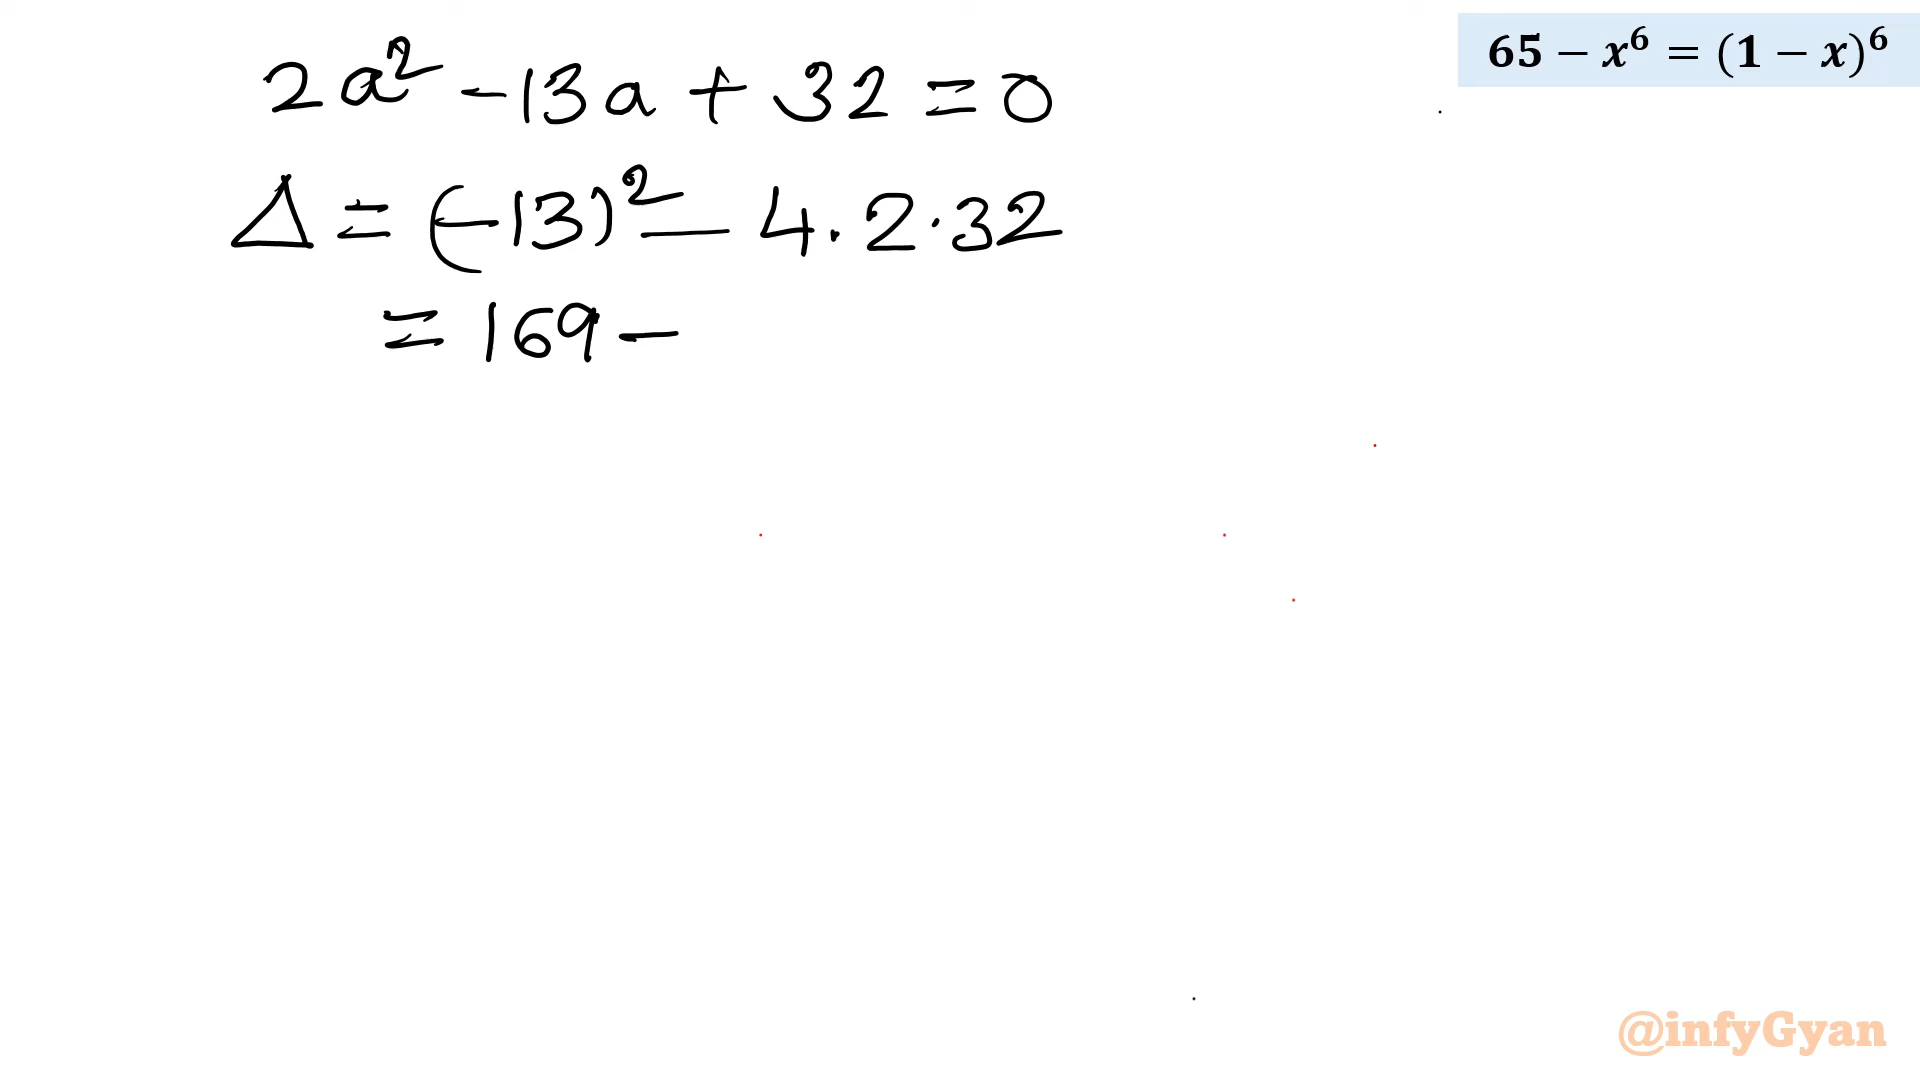 65 − x⁶ = (1 − x)⁶
2a² − 13a + 32 = 0
Δ = (−13)² − 4 . 2 . 32
= 169 −
@infyGyan